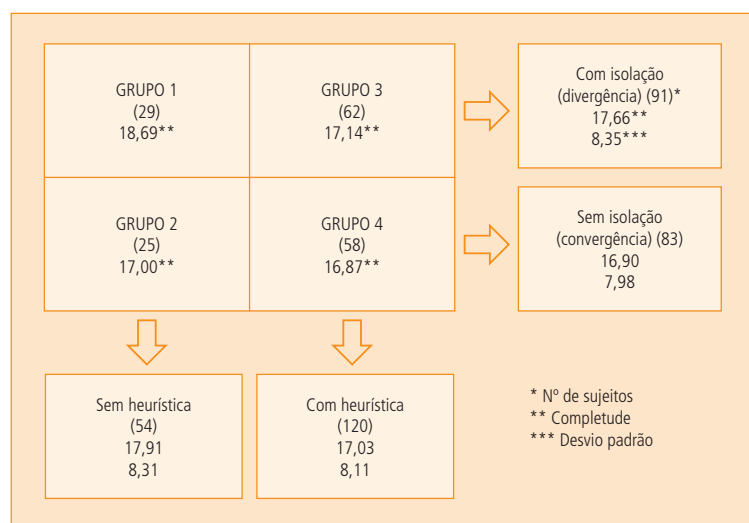 GRUPO 1
(29)
18,69**
GRUPO 3
(62)
17,14**
Com isolação
(divergência) (91)*
17,66**
8,35***
GRUPO 2
(25)
17,00**
GRUPO 4
(58)
16,87**
Sem isolação
(convergência) (83)
16,90
7,98
Sem heurística
(54)
17,91
8,31
Com heurística
(120)
17,03
8,11
* Nº de sujeitos
** Completude
*** Desvio padrão